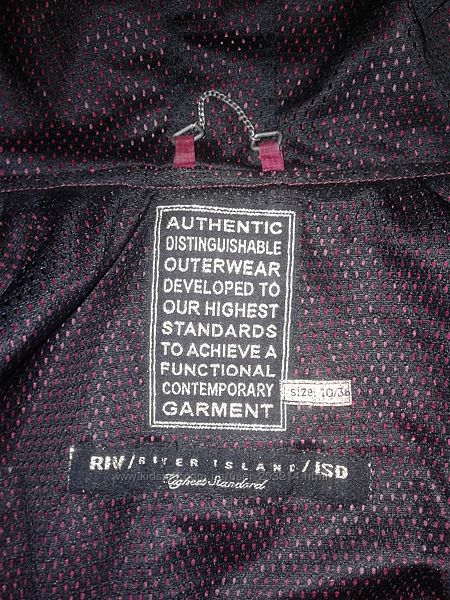 AUTHENTIC
DISTINGUISHABLE
OUTERWEAR
DEVELOPED TO
OUR HIGHEST
STANDARDS
TO ACHIEVE A
FUNCTIONAL
CONTEMPORARY
GARMENT
size: 10/36
RIV/RIVER ISLAND/ISD
Highest Standard